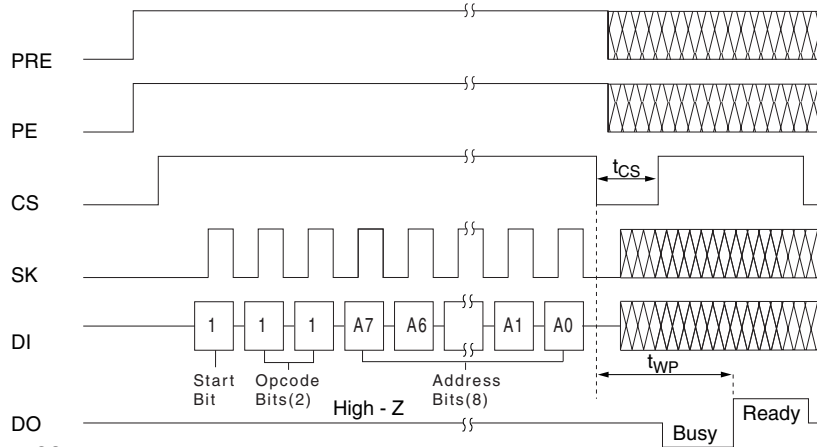 PRE
PE
CS
tCS
SK
DI
1 1 1 A7 A6 A1 A0
Start Bit
Opcode Bits(2)
Address Bits(8)
tWP
DO
High - Z
Busy
Ready